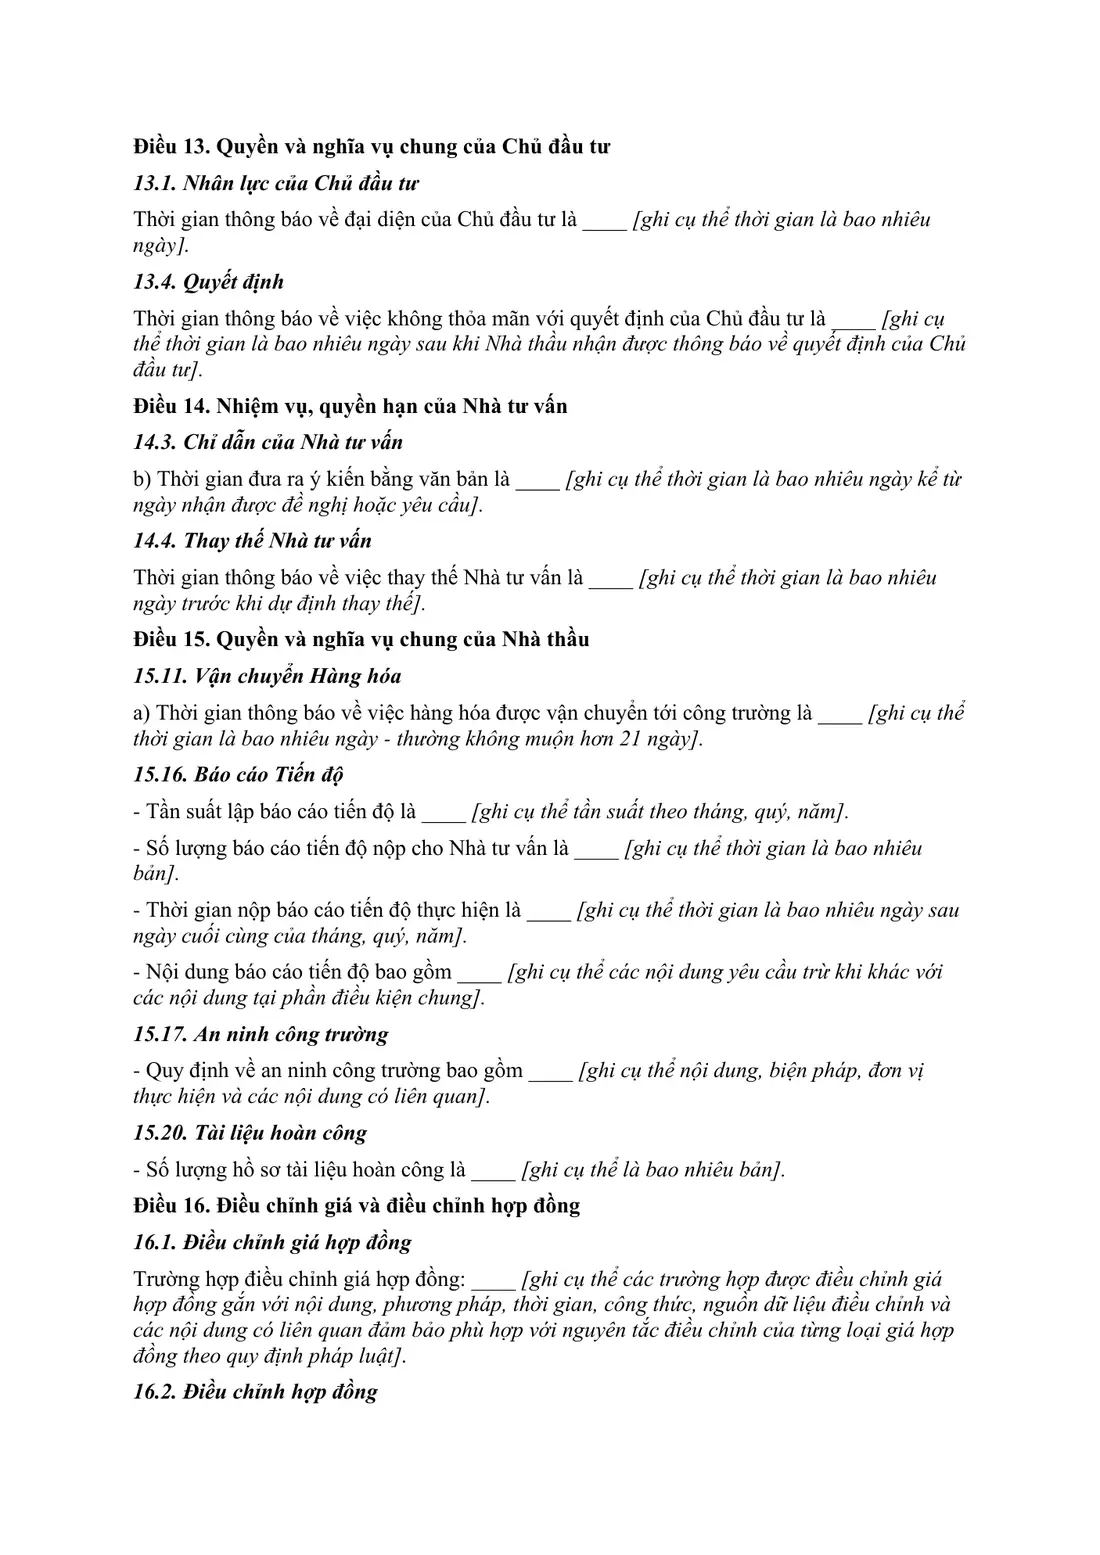 Điều 13. Quyền và nghĩa vụ chung của Chủ đầu tư
13.1. Nhân lực của Chủ đầu tư
Thời gian thông báo về đại diện của Chủ đầu tư là ____ [ghi cụ thể thời gian là bao nhiêu
ngày].
13.4. Quyết định
Thời gian thông báo về việc không thỏa mãn với quyết định của Chủ đầu tư là ____ [ghi cụ
thể thời gian là bao nhiêu ngày sau khi Nhà thầu nhận được thông báo về quyết định của Chủ
đầu tư].
Điều 14. Nhiệm vụ, quyền hạn của Nhà tư vấn
14.3. Chỉ dẫn của Nhà tư vấn
b) Thời gian đưa ra ý kiến bằng văn bản là ____ [ghi cụ thể thời gian là bao nhiêu ngày kể từ
ngày nhận được đề nghị hoặc yêu cầu].
14.4. Thay thế Nhà tư vấn
Thời gian thông báo về việc thay thế Nhà tư vấn là ____ [ghi cụ thể thời gian là bao nhiêu
ngày trước khi dự định thay thế].
Điều 15. Quyền và nghĩa vụ chung của Nhà thầu
15.11. Vận chuyển Hàng hóa
a) Thời gian thông báo về việc hàng hóa được vận chuyển tới công trường là ____ [ghi cụ thể
thời gian là bao nhiêu ngày - thường không muộn hơn 21 ngày].
15.16. Báo cáo Tiến độ
- Tần suất lập báo cáo tiến độ là ____ [ghi cụ thể tần suất theo tháng, quý, năm].
- Số lượng báo cáo tiến độ nộp cho Nhà tư vấn là ____ [ghi cụ thể thời gian là bao nhiêu
bản].
- Thời gian nộp báo cáo tiến độ thực hiện là ____ [ghi cụ thể thời gian là bao nhiêu ngày sau
ngày cuối cùng của tháng, quý, năm].
- Nội dung báo cáo tiến độ bao gồm ____ [ghi cụ thể các nội dung yêu cầu trừ khi khác với
các nội dung tại phần điều kiện chung].
15.17. An ninh công trường
- Quy định về an ninh công trường bao gồm ____ [ghi cụ thể nội dung, biện pháp, đơn vị
thực hiện và các nội dung có liên quan].
15.20. Tài liệu hoàn công
- Số lượng hồ sơ tài liệu hoàn công là ____ [ghi cụ thể là bao nhiêu bản].
Điều 16. Điều chỉnh giá và điều chỉnh hợp đồng
16.1. Điều chỉnh giá hợp đồng
Trường hợp điều chỉnh giá hợp đồng: ____ [ghi cụ thể các trường hợp được điều chỉnh giá
hợp đồng gắn với nội dung, phương pháp, thời gian, công thức, nguồn dữ liệu điều chỉnh và
các nội dung có liên quan đảm bảo phù hợp với nguyên tắc điều chỉnh của từng loại giá hợp
đồng theo quy định pháp luật].
16.2. Điều chỉnh hợp đồng